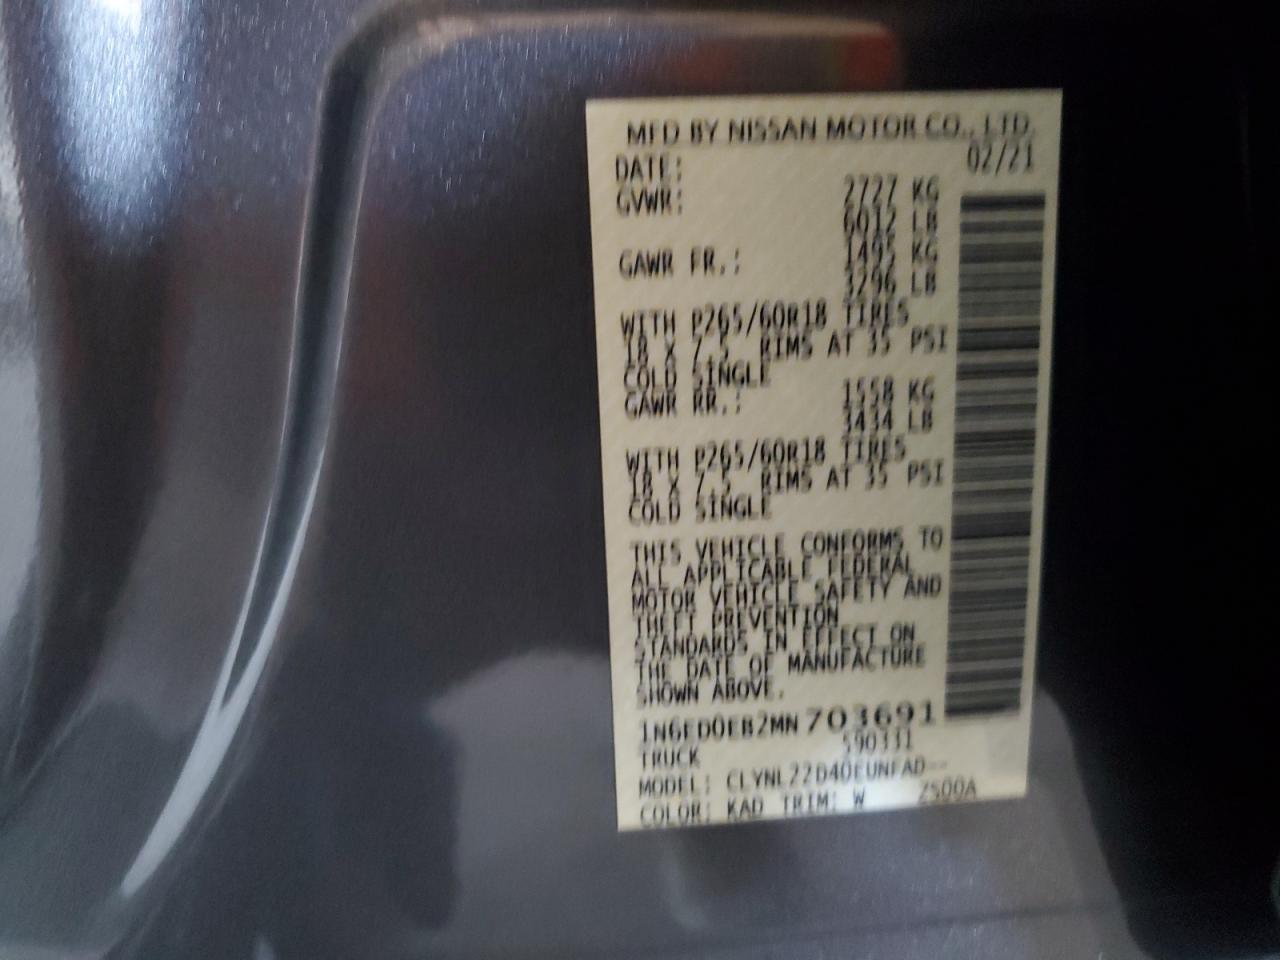 MFD BY NISSAN MOTOR CO., LTD.
DATE: 02/21
GVWR: 2727 KG
6012 LB
GAWR FR.: 1495 KG
3296 LB
WITH P265/60R18 TIRES
18 X 7.5 RIMS AT 35 PSI
COLD SINGLE
GAWR RR.: 1558 KG
3434 LB
WITH P265/60R18 TIRES
18 X 7.5 RIMS AT 35 PSI
COLD SINGLE
THIS VEHICLE CONFORMS TO
ALL APPLICABLE FEDERAL
MOTOR VEHICLE SAFETY AND
THEFT PREVENTION
STANDARDS IN EFFECT ON
THE DATE OF MANUFACTURE
SHOWN ABOVE.
1N6ED0EB2MN703691
TRUCK 590331
MODEL: CLYNL22D40EUNFAD--
COLOR: KAD TRIM: W ZS00A